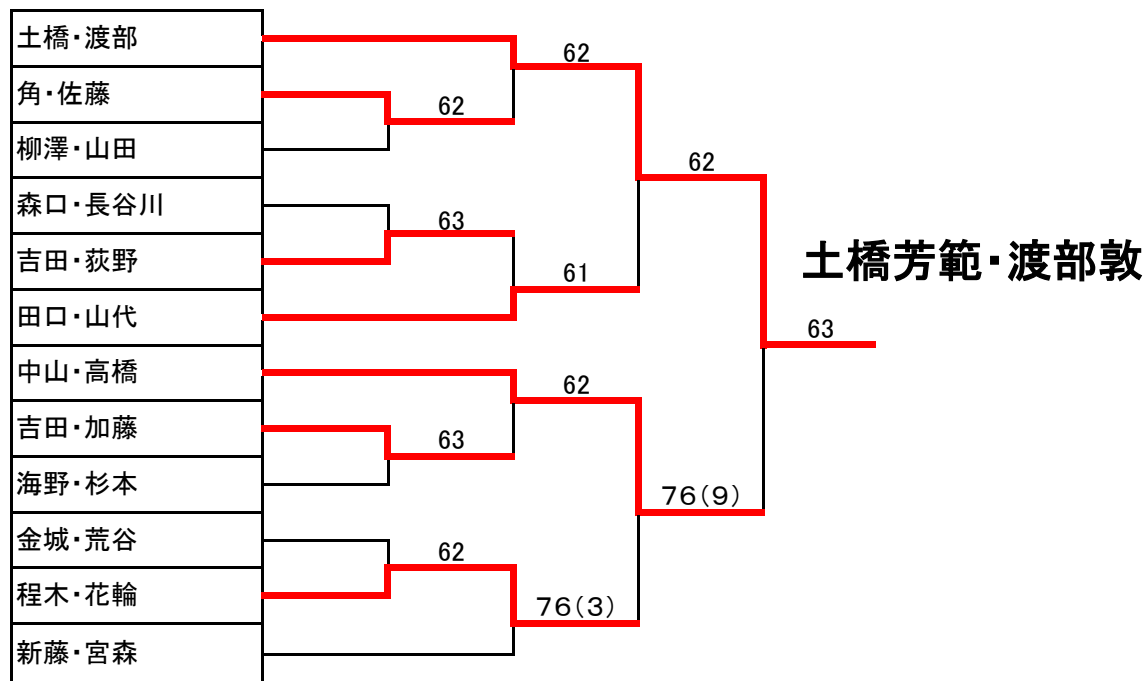 土橋・渡部
62
角・佐藤
62
柳澤・山田
62
森口・長谷川
63
吉田・荻野
土橋芳範・渡部敦
61
田口・山代
63
中山・高橋
62
吉田・加藤
63
海野・杉本
76(9)
金城・荒谷
62
程木・花輪
76(3)
新藤・宮森